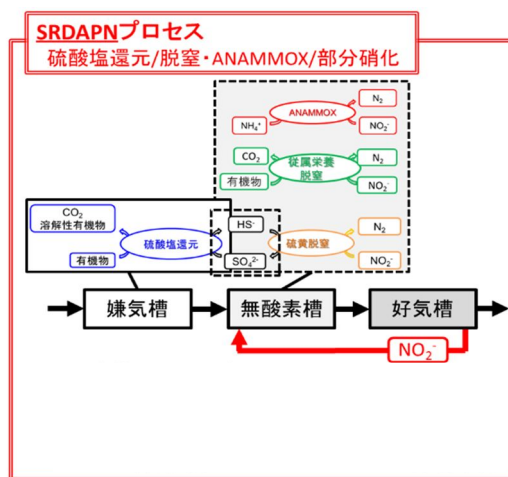 SRDAPNプロセス
硫酸塩還元/脱窒・ANAMMOX/部分硝化
N₂
ANAMMOX
NH₄⁺
NO₂⁻
CO₂
従属栄養
脱窒
N₂
有機物
NO₂⁻
CO₂
溶解性有機物
硫酸塩還元
有機物
HS⁻
SO₄²⁻
硫黄脱窒
N₂
NO₂⁻
嫌気槽
無酸素槽
好気槽
NO₂⁻